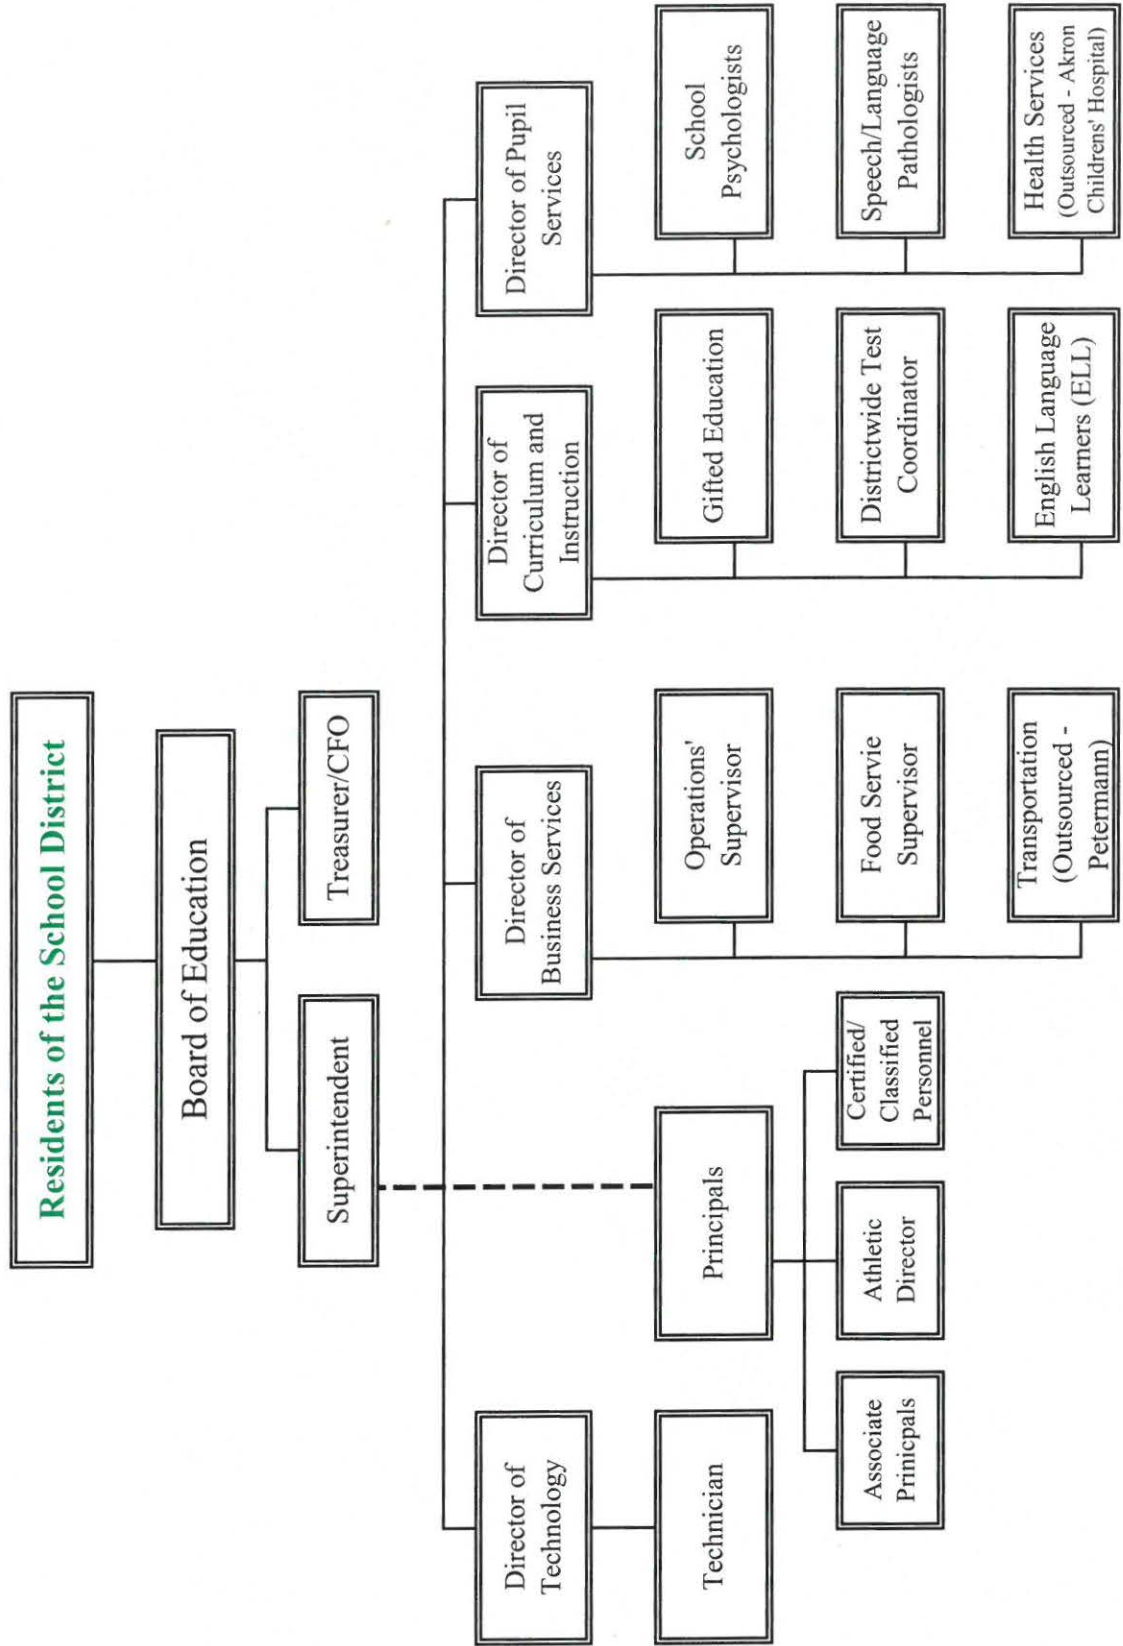 Residents of the School District
Board of Education
Superintendent
Treasurer/CFO
Director of
Technology
Director of
Business Services
Director of
Curriculum and
Instruction
Director of Pupil
Services
Technician
Principals
Operations'
Supervisor
Gifted Education
School
Psychologists
Associate
Prinicpals
Athletic
Director
Certified/
Classified
Personnel
Food Servie
Supervisor
Districtwide Test
Coordinator
Speech/Language
Pathologists
Transportation
(Outsourced -
Petermann)
English Language
Learners (ELL)
Health Services
(Outsourced - Akron
Childrens' Hospital)